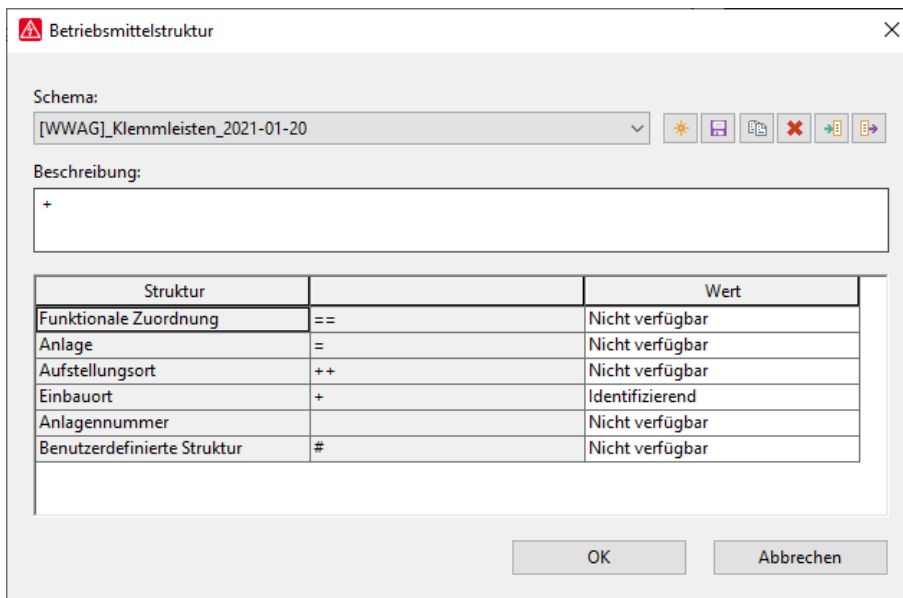 Betriebsmittelstruktur
Schema:
[WWAG]_Klemmleisten_2021-01-20
Beschreibung:
+
Struktur Wert
Funktionale Zuordnung == Nicht verfügbar
Anlage = Nicht verfügbar
Aufstellungsort ++ Nicht verfügbar
Einbauort + Identifizierend
Anlagennummer Nicht verfügbar
Benutzerdefinierte Struktur # Nicht verfügbar
OK Abbrechen